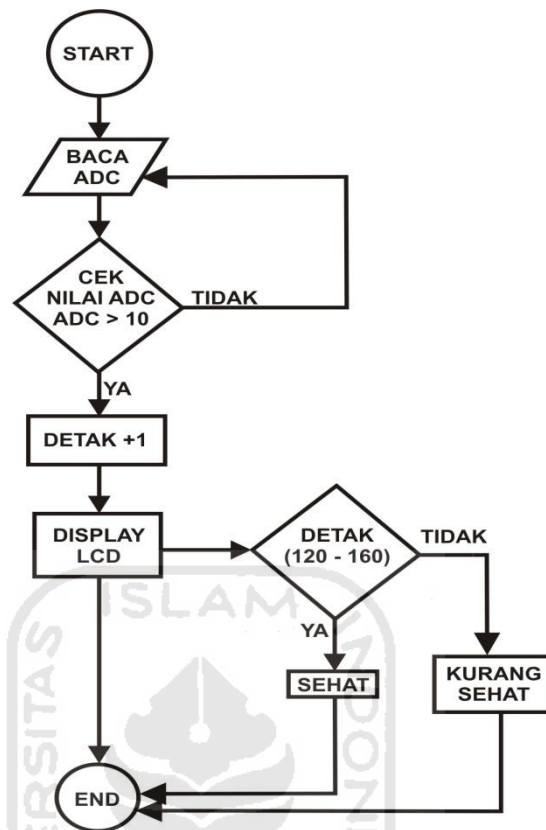 START
BACA
ADC
CEK
NILAI ADC
ADC > 10
TIDAK
YA
DETAK +1
DISPLAY
LCD
DETAK
(120 - 160)
TIDAK
YA
SEHAT
KURANG
SEHAT
END
ISLAM